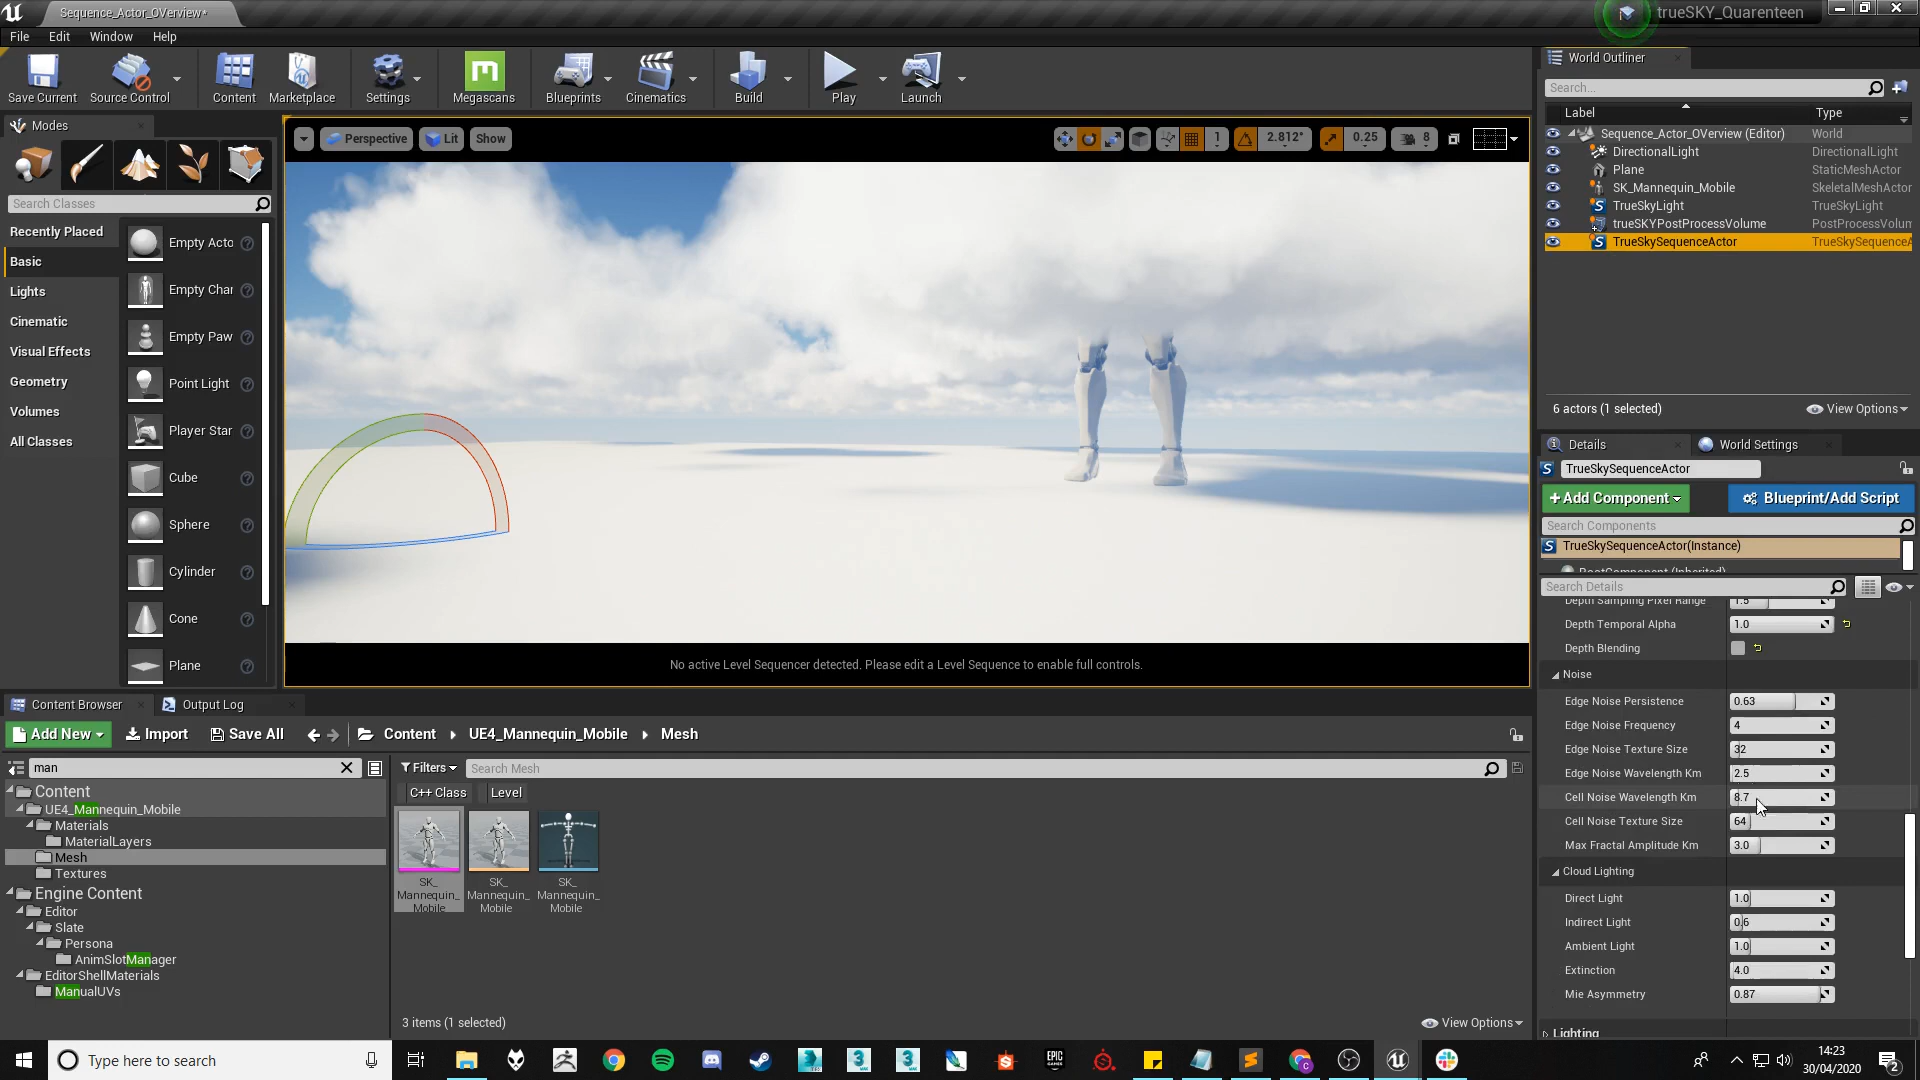 Sequence_Actor_OVerview*
trueSKY_Quarenteen
File Edit Window Help
Save Current
Source Control
Content
Marketplace
Settings
Megascans
Blueprints
Cinematics
Build
Play
Launch
Modes
Search Classes
Recently Placed
Basic
Lights
Cinematic
Visual Effects
Geometry
Volumes
All Classes
Empty Acto
Empty Char
Empty Paw
Point Light
Player Star
Cube
Sphere
Cylinder
Cone
Plane
Perspective Lit Show
1 2.812° 0.25 8
No active Level Sequencer detected. Please edit a Level Sequence to enable full controls.
World Outliner
Search...
Label Type
Sequence_Actor_OVerview (Editor) World
DirectionalLight DirectionalLight
Plane StaticMeshActor
SK_Mannequin_Mobile SkeletalMeshActor
TrueSkyLight TrueSkyLight
trueSKYPostProcessVolume PostProcessVolum
TrueSkySequenceActor TrueSkySequenceA
6 actors (1 selected) View Options
Details World Settings
TrueSkySequenceActor
+Add Component Blueprint/Add Script
Search Components
TrueSkySequenceActor(Instance)
RootComponent (Inherited)
Search Details
Depth Sampling Pixel Range 1.5
Depth Temporal Alpha 1.0
Depth Blending
Noise
Edge Noise Persistence 0.63
Edge Noise Frequency 4
Edge Noise Texture Size 32
Edge Noise Wavelength Km 2.5
Cell Noise Wavelength Km 8.7
Cell Noise Texture Size 64
Max Fractal Amplitude Km 3.0
Cloud Lighting
Direct Light 1.0
Indirect Light 0.6
Ambient Light 1.0
Extinction 4.0
Mie Asymmetry 0.87
Lighting
Content Browser Output Log
Add New Import Save All Content UE4_Mannequin_Mobile Mesh
man
Filters Search Mesh
C++ Class Level
Content
UE4_Mannequin_Mobile
Materials
MaterialLayers
Mesh
Textures
Engine Content
Editor
Slate
Persona
AnimSlotManager
EditorShellMaterials
ManualUVs
SK_
Mannequin_
Mobile
SK_
Mannequin_
Mobile
SK_
Mannequin_
Mobile
3 items (1 selected) View Options
Type here to search
14:23
30/04/2020
2